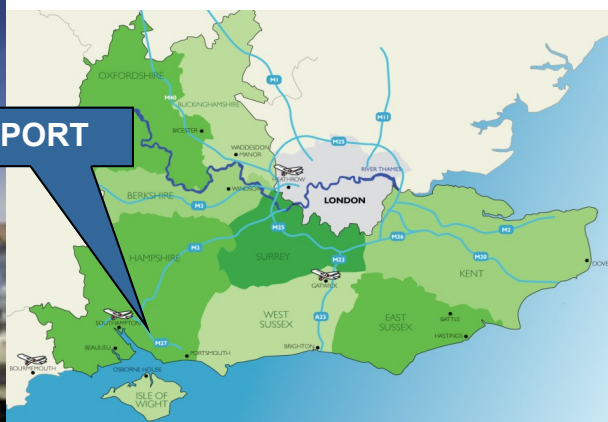 PORT
OXFORDSHIRE
M40
BUCKINGHAMSHIRE
M1
M11
BICESTER
WADDESDON
MANOR
M25
RIVER THAMES
HEATHROW
WINDSOR
LONDON
BERKSHIRE
M3
M25
M26
M2
M20
M3
HAMPSHIRE
SURREY
M23
GATWICK
KENT
DOVE
SOUTHAMPTON
WEST
SUSSEX
A23
EAST
SUSSEX
BATTLE
HASTINGS
BEAULIEU
M27
PORTSMOUTH
BRIGHTON
BOURNEMOUTH
OSBORNE HOUSE
ISLE OF
WIGHT